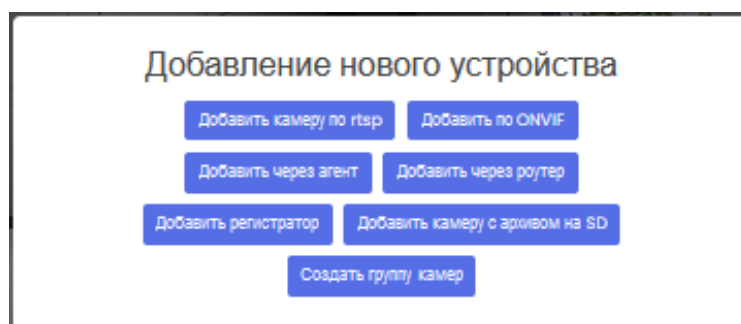 Добавление нового устройства
Добавить камеру по rtsp Добавить по ONVIF
Добавить через агент Добавить через роутер
Добавить регистратор Добавить камеру с архивом на SD
Создать группу камер